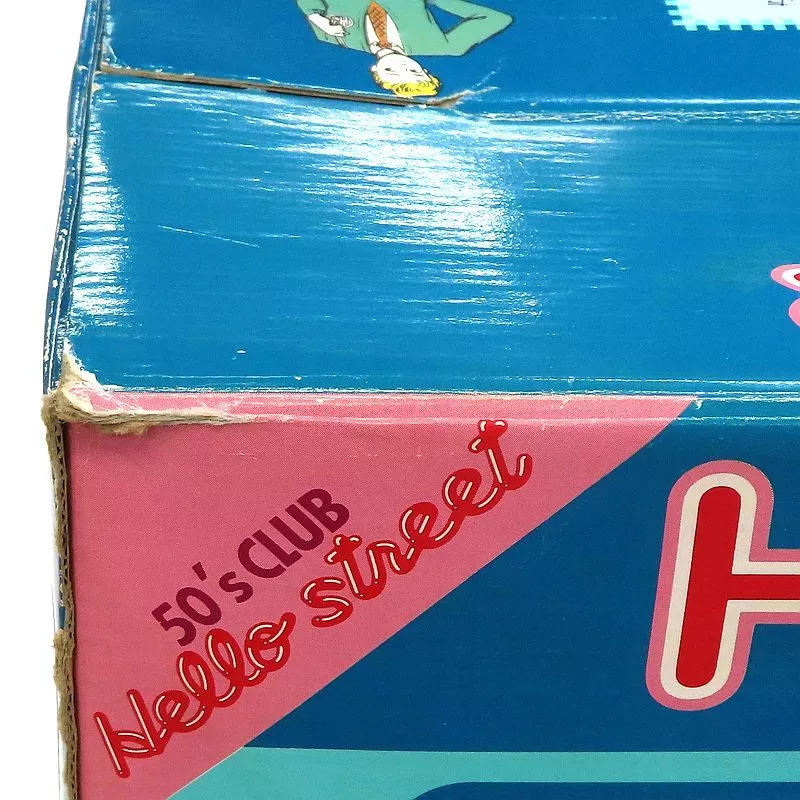 50's CLUB
Hello street
H